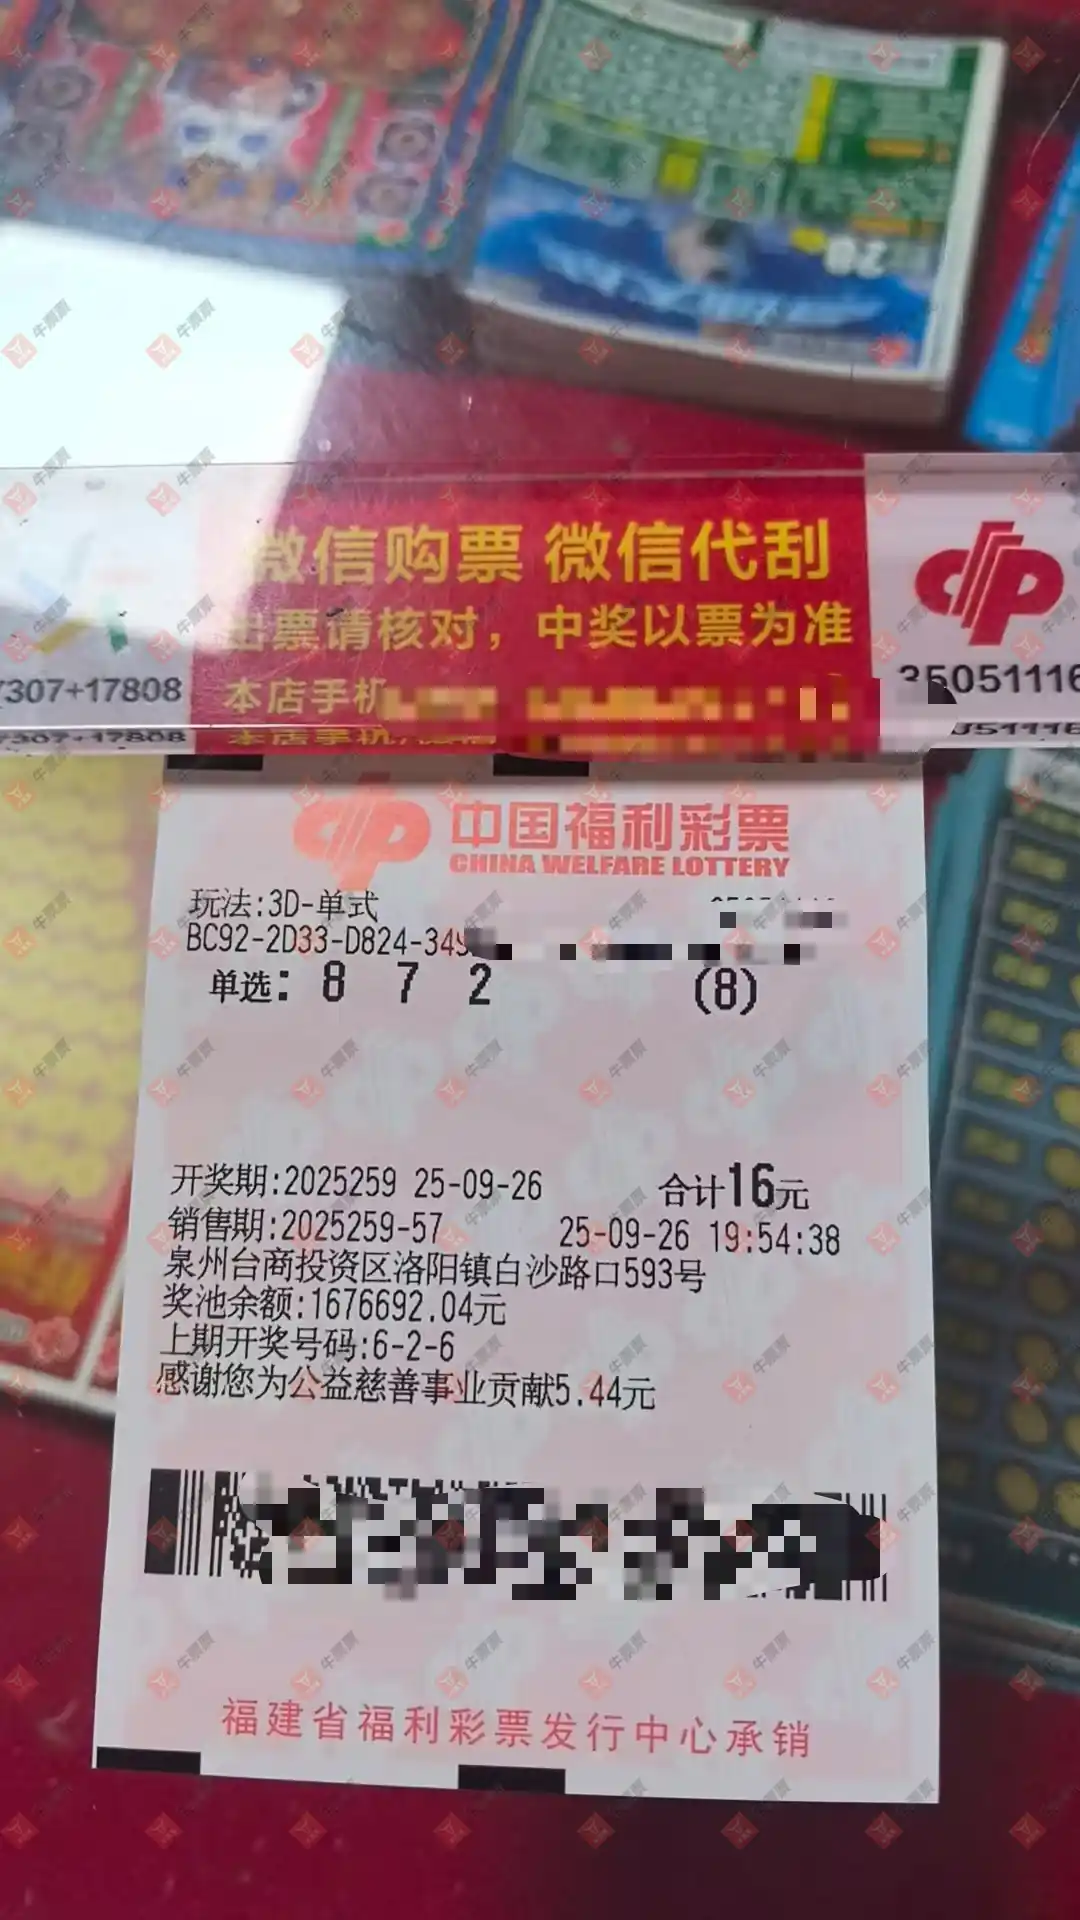 微信购票 微信代刮
出票请核对，中奖以票为准
7307+17808
本店手机
35051116
中国福利彩票
CHINA WELFARE LOTTERY
玩法:3D-单式
BC92-2D33-D824-349
单选: 8 7 2 (8)
开奖期:2025259 25-09-26 合计16元
销售期:2025259-57 25-09-26 19:54:38
泉州台商投资区洛阳镇白沙路口593号
奖池余额:1676692.04元
上期开奖号码:6-2-6
感谢您为公益慈善事业贡献5.44元
福建省福利彩票发行中心承销
牛票票